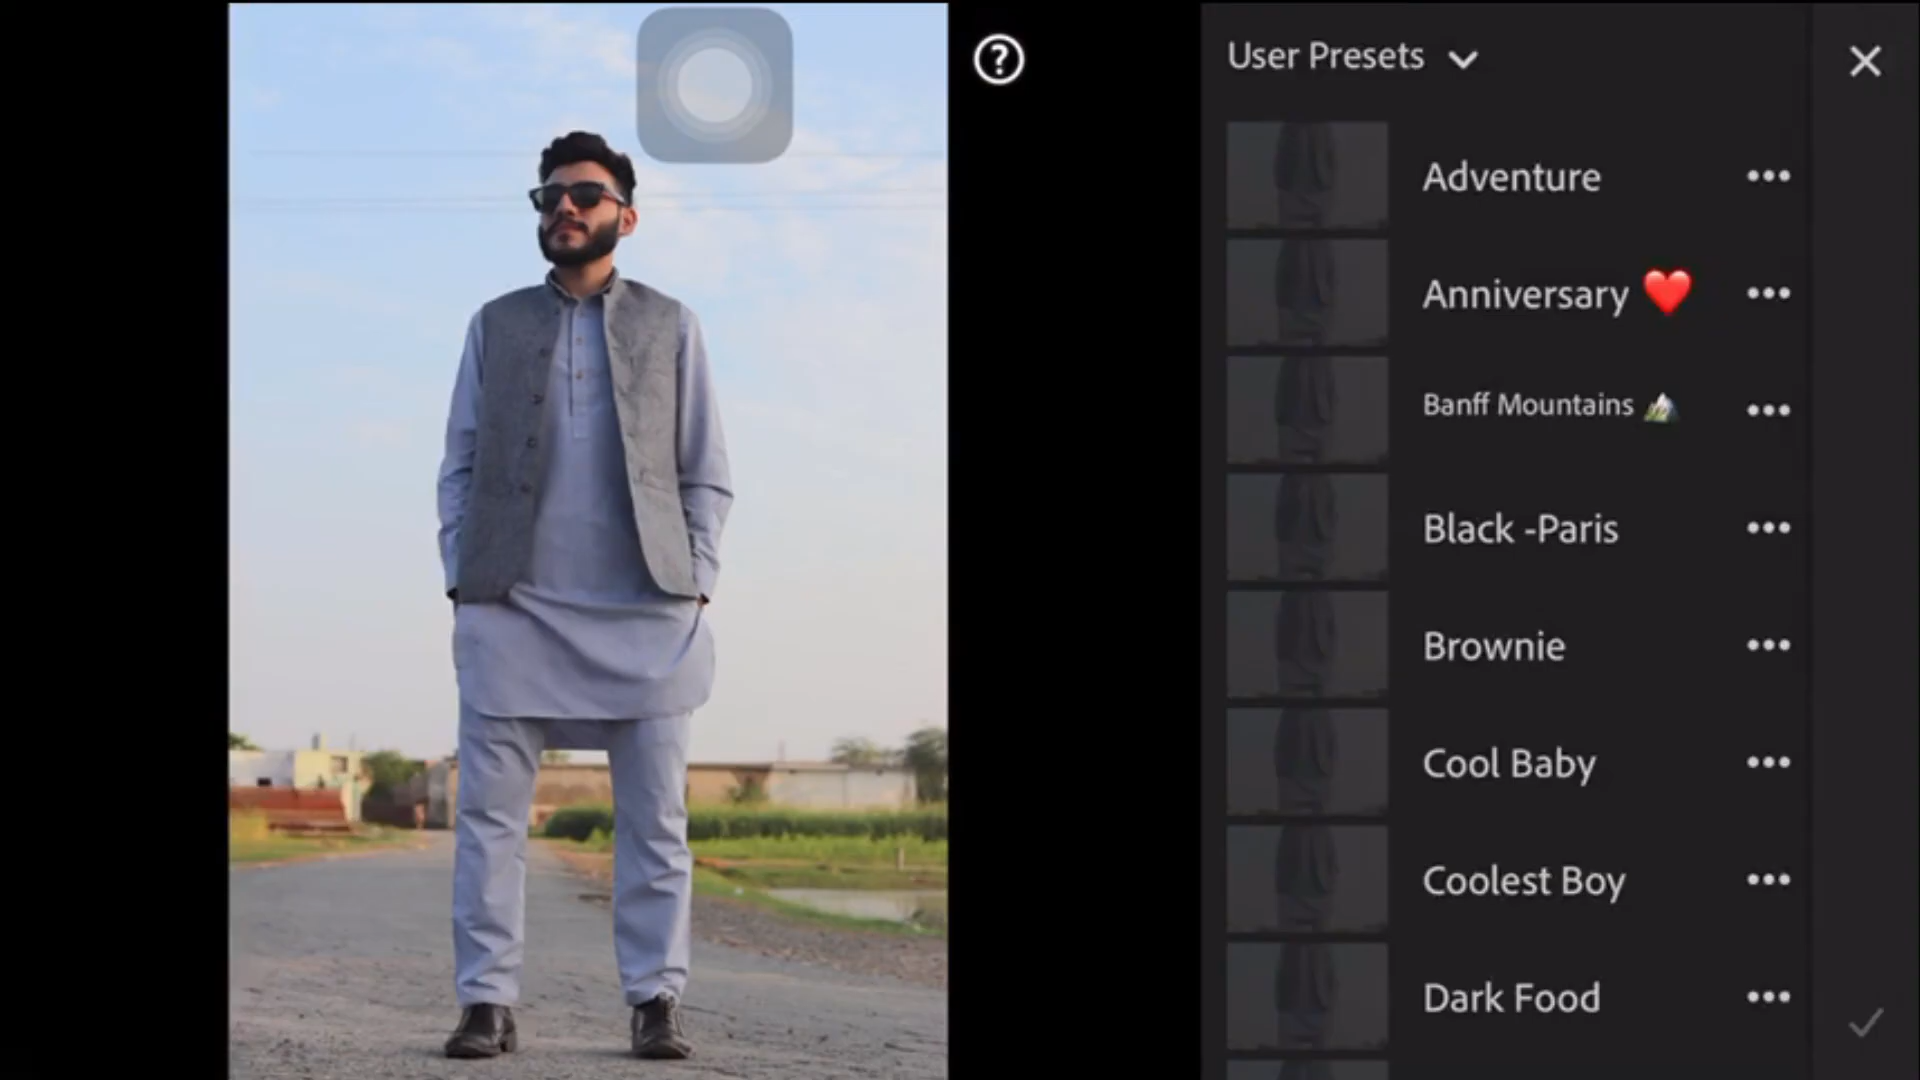 User Presets
Adventure
Anniversary ❤️
Banff Mountains 🏔️
Black -Paris
Brownie
Cool Baby
Coolest Boy
Dark Food